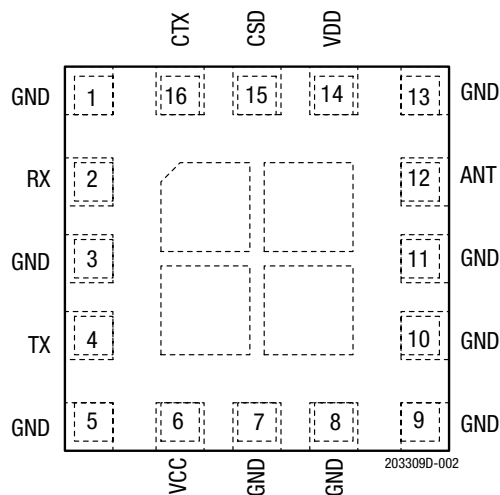 CTX CSD VDD
GND 1 16 15 14 13 GND
RX 2 12 ANT
GND 3 11 GND
TX 4 10 GND
GND 5 6 7 8 9 GND
VCC GND GND 203309D-002